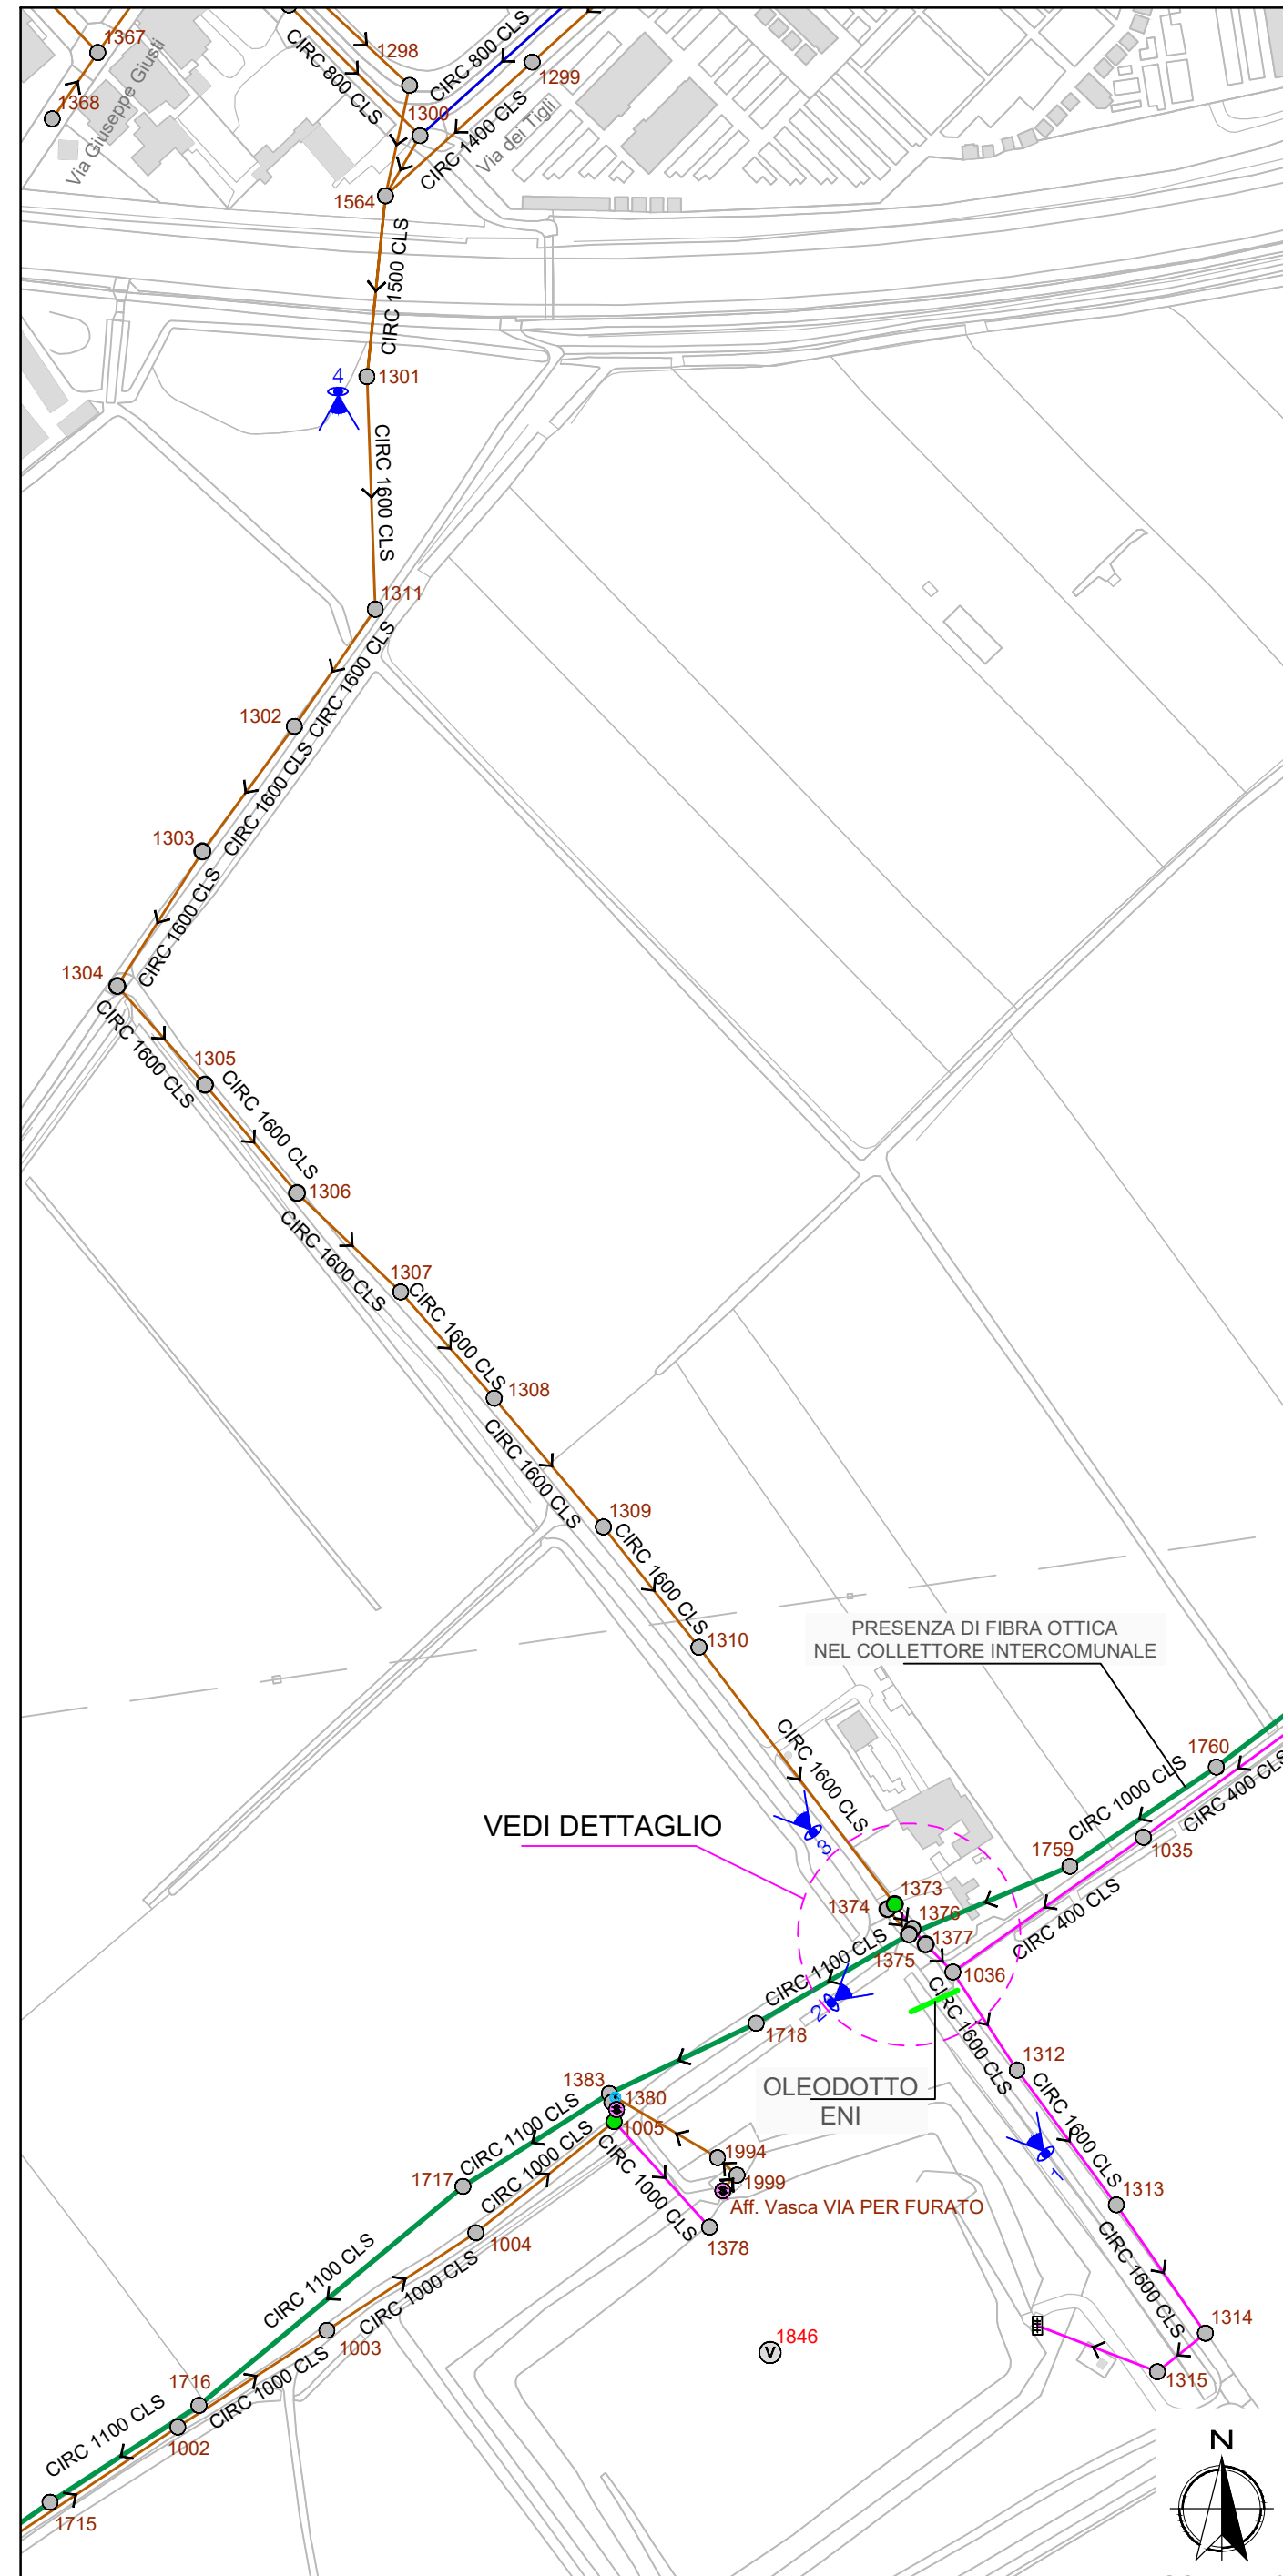 1367
1368
Via Giuseppe Giusti
CIRC 800 CLS
1298
CIRC 800 CLS
1299
1300
CIRC 1400 CLS
Via dei Tigli
1564
CIRC 1500 CLS
4
1301
CIRC 1600 CLS
1311
CIRC 1600 CLS
1302
CIRC 1600 CLS
1303
CIRC 1600 CLS
1304
CIRC 1600 CLS
1305
CIRC 1600 CLS
1306
CIRC 1600 CLS
1307
CIRC 1600 CLS
1308
CIRC 1600 CLS
1309
CIRC 1600 CLS
1310
PRESENZA DI FIBRA OTTICA
NEL COLLETTORE INTERCOMUNALE
CIRC 1600 CLS
1760
CIRC 1000 CLS
CIRC 400 CLS
1035
VEDI DETTAGLIO
3
1759
1373
1374
1376
1377
1375
CIRC 400 CLS
1036
CIRC 1100 CLS
2
1718
CIRC 1600 CLS
1312
OLEODOTTO
ENI
1383
1380
1005
CIRC 1100 CLS
CIRC 1000 CLS
CIRC 1000 CLS
1994
1999
Aff. Vasca VIA PER FURATO
1378
1717
1004
CIRC 1600 CLS
1
1313
CIRC 1600 CLS
1314
1315
CIRC 1100 CLS
CIRC 1000 CLS
1003
V
1846
1716
CIRC 1000 CLS
1002
CIRC 1100 CLS
1715
N